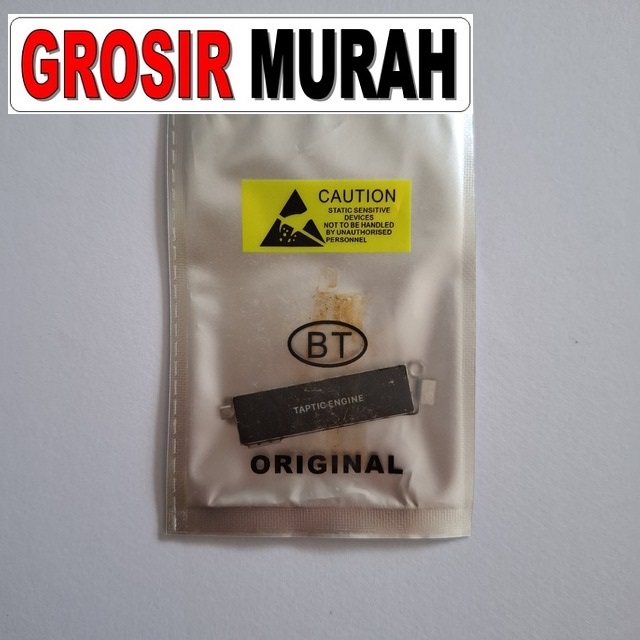 GROSIR MURAH
CAUTION
STATIC SENSITIVE
DEVICES
NOT TO BE HANDLED
BY UNAUTHORISED
PERSONNEL
BT
TAPTIC ENGINE
ORIGINAL